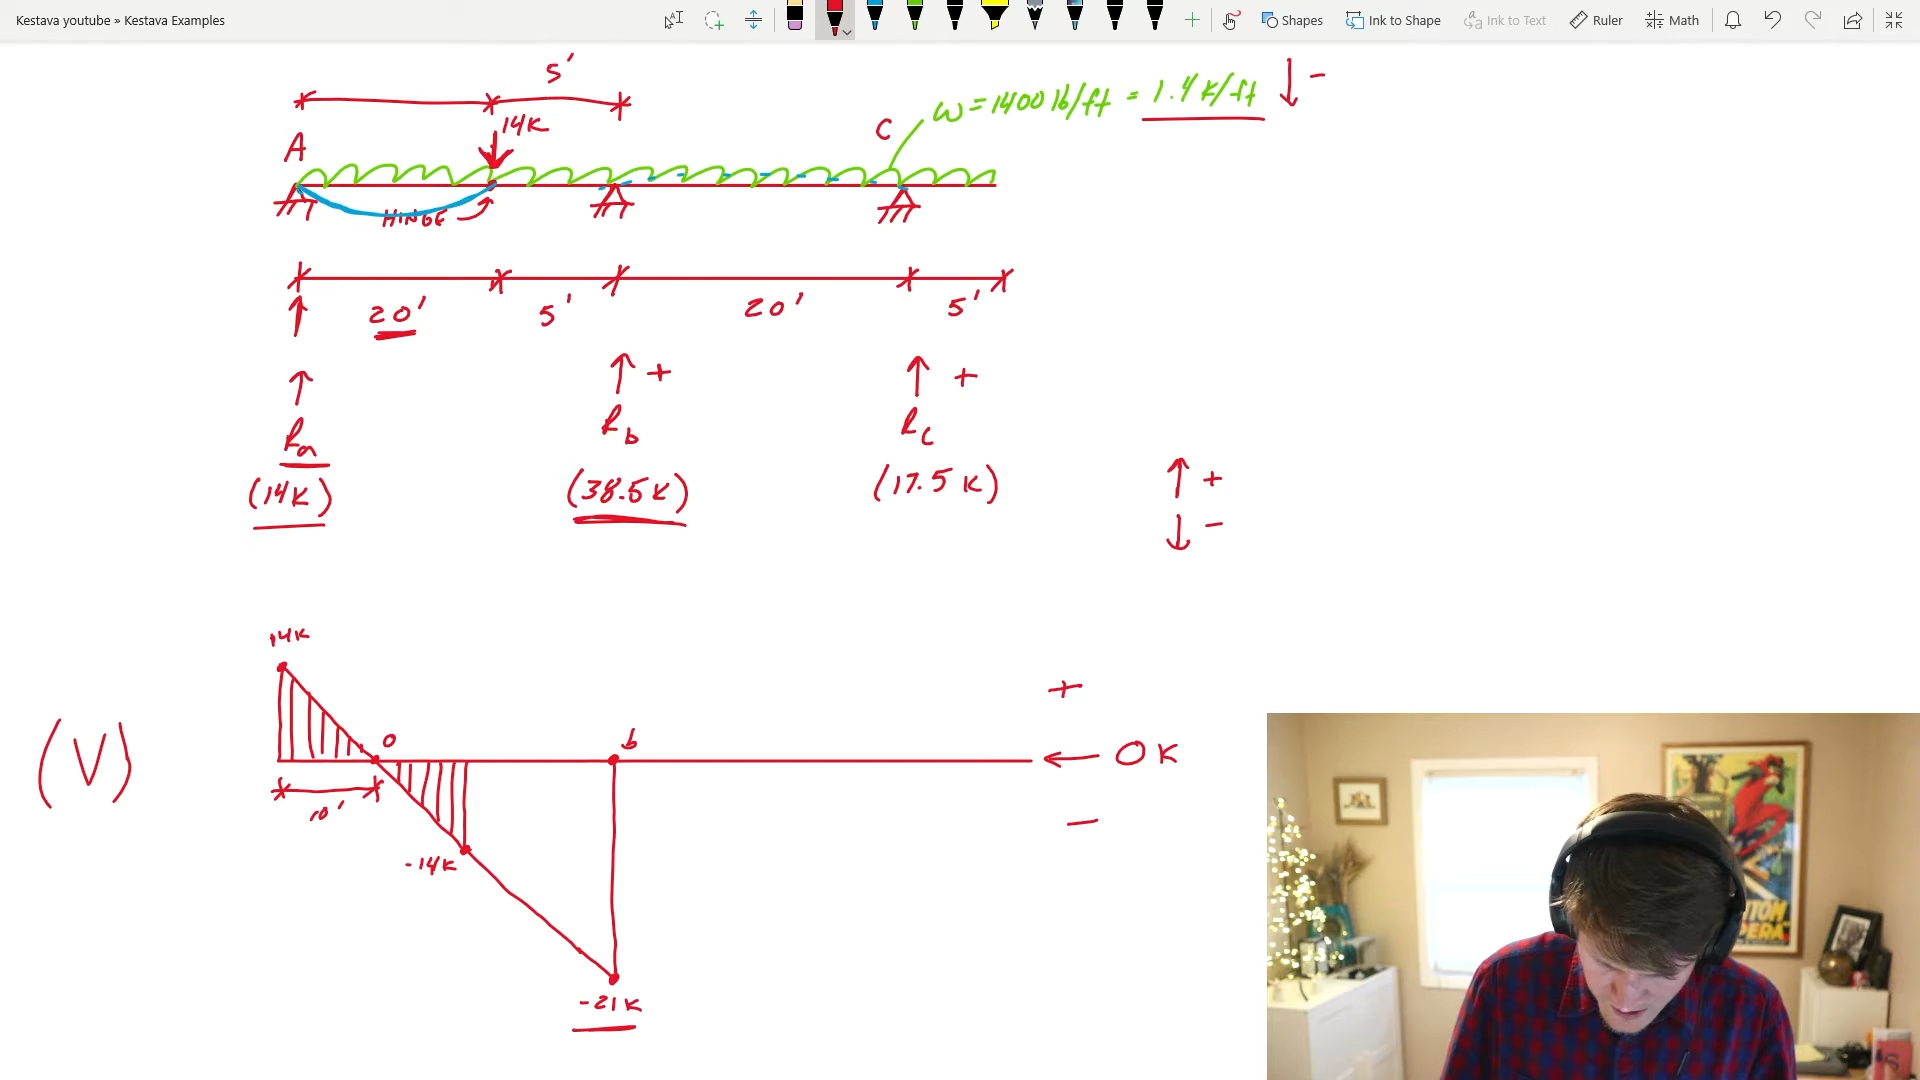 Kestava youtube » Kestava Examples
Shapes
Ink to Shape
Ink to Text
Ruler
Math
5'
14K
A
C
w = 1400 lb/ft = 1.4 k/ft ↓ -
HINGE
20' 5' 20' 5'
↑ ↑ + ↑ +
Ra Rb Rc
(14K) (38.5K) (17.5K)
↑ +
↓ -
14K
+
(V)
0
b
← 0 K
10'
-
-14K
-21K